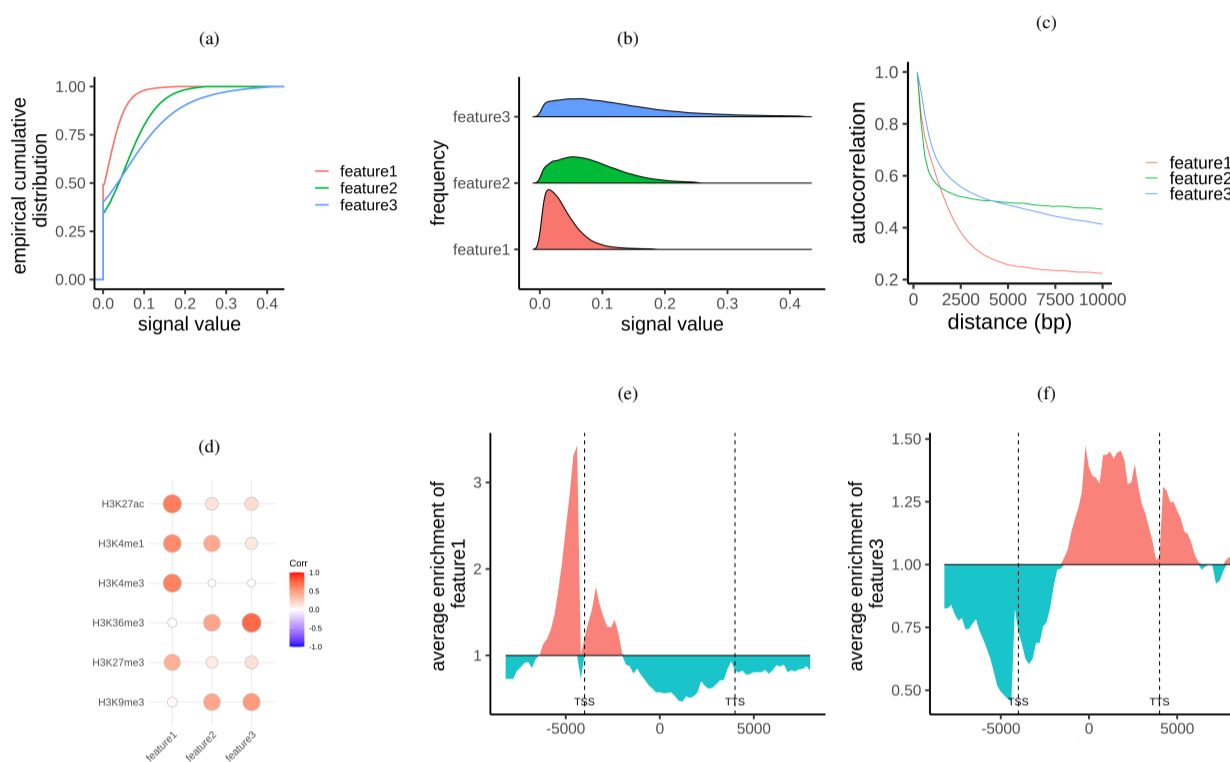 (a)
1.00
0.75
0.50
0.25
0.00
empirical cumulative
distribution
0.0 0.1 0.2 0.3 0.4
signal value
feature1
feature2
feature3
(b)
frequency
feature3
feature2
feature1
0.0 0.1 0.2 0.3 0.4
signal value
(c)
1.0
0.8
0.6
0.4
0.2
autocorrelation
0 2500 5000 7500 10000
distance (bp)
feature1
feature2
feature3
(d)
H3K27ac
H3K4me1
H3K4me3
H3K36me3
H3K27me3
H3K9me3
feature1 feature2 feature3
Corr
1.0
0.5
0.0
-0.5
-1.0
(e)
average enrichment of
feature1
3
2
1
TSS TTS
-5000 0 5000
(f)
average enrichment of
feature3
1.50
1.25
1.00
0.75
0.50
TSS TTS
-5000 0 5000